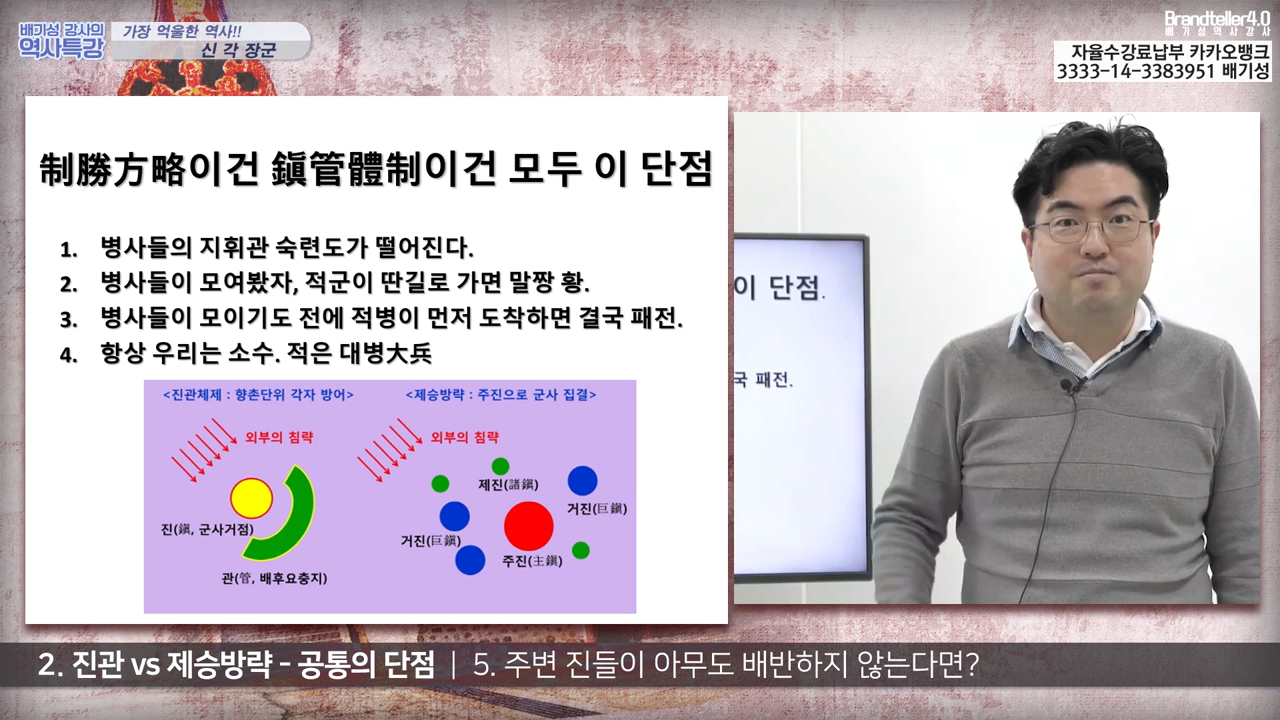 배기성 강사의
역사특강
가장 억울한 역사!!
신 각 장군
Brandteller4.0
배기성역사강사
자율수강료납부 카카오뱅크
3333-14-3383951 배기성
制勝方略이건 鎭管體制이건 모두 이 단점
1. 병사들의 지휘관 숙련도가 떨어진다.
2. 병사들이 모여봤자, 적군이 딴길로 가면 말짱 황.
3. 병사들이 모이기도 전에 적병이 먼저 도착하면 결국 패전.
4. 항상 우리는 소수. 적은 대병大兵
<진관체제 : 향촌단위 각자 방어>
외부의 침략
진(鎭, 군사거점)
관(管, 배후요충지)
<제승방략 : 주진으로 군사 집결>
외부의 침략
제진(諸鎭)
거진(巨鎭)
거진(巨鎭)
주진(主鎭)
이 단점.
국 패전.
2. 진관 vs 제승방략 - 공통의 단점 | 5. 주변 진들이 아무도 배반하지 않는다면?